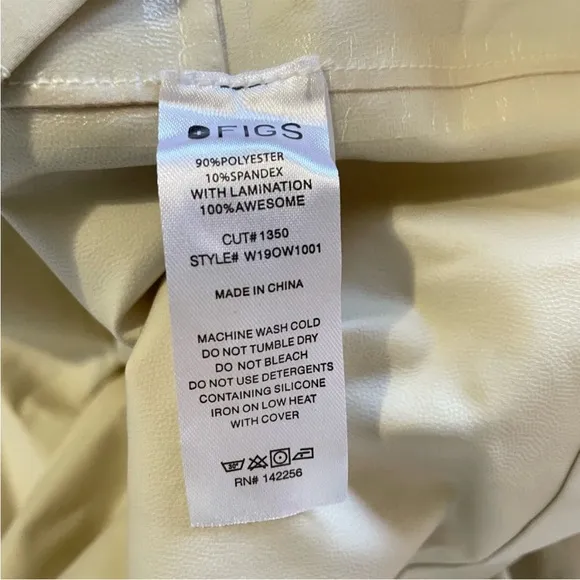 FIGS
90%POLYESTER
10%SPANDEX
WITH LAMINATION
100%AWESOME
CUT#1350
STYLE# W19OW1001
MADE IN CHINA
MACHINE WASH COLD
DO NOT TUMBLE DRY
DO NOT BLEACH
DO NOT USE DETERGENTS
CONTAINING SILICONE
IRON ON LOW HEAT
WITH COVER
RN# 142256